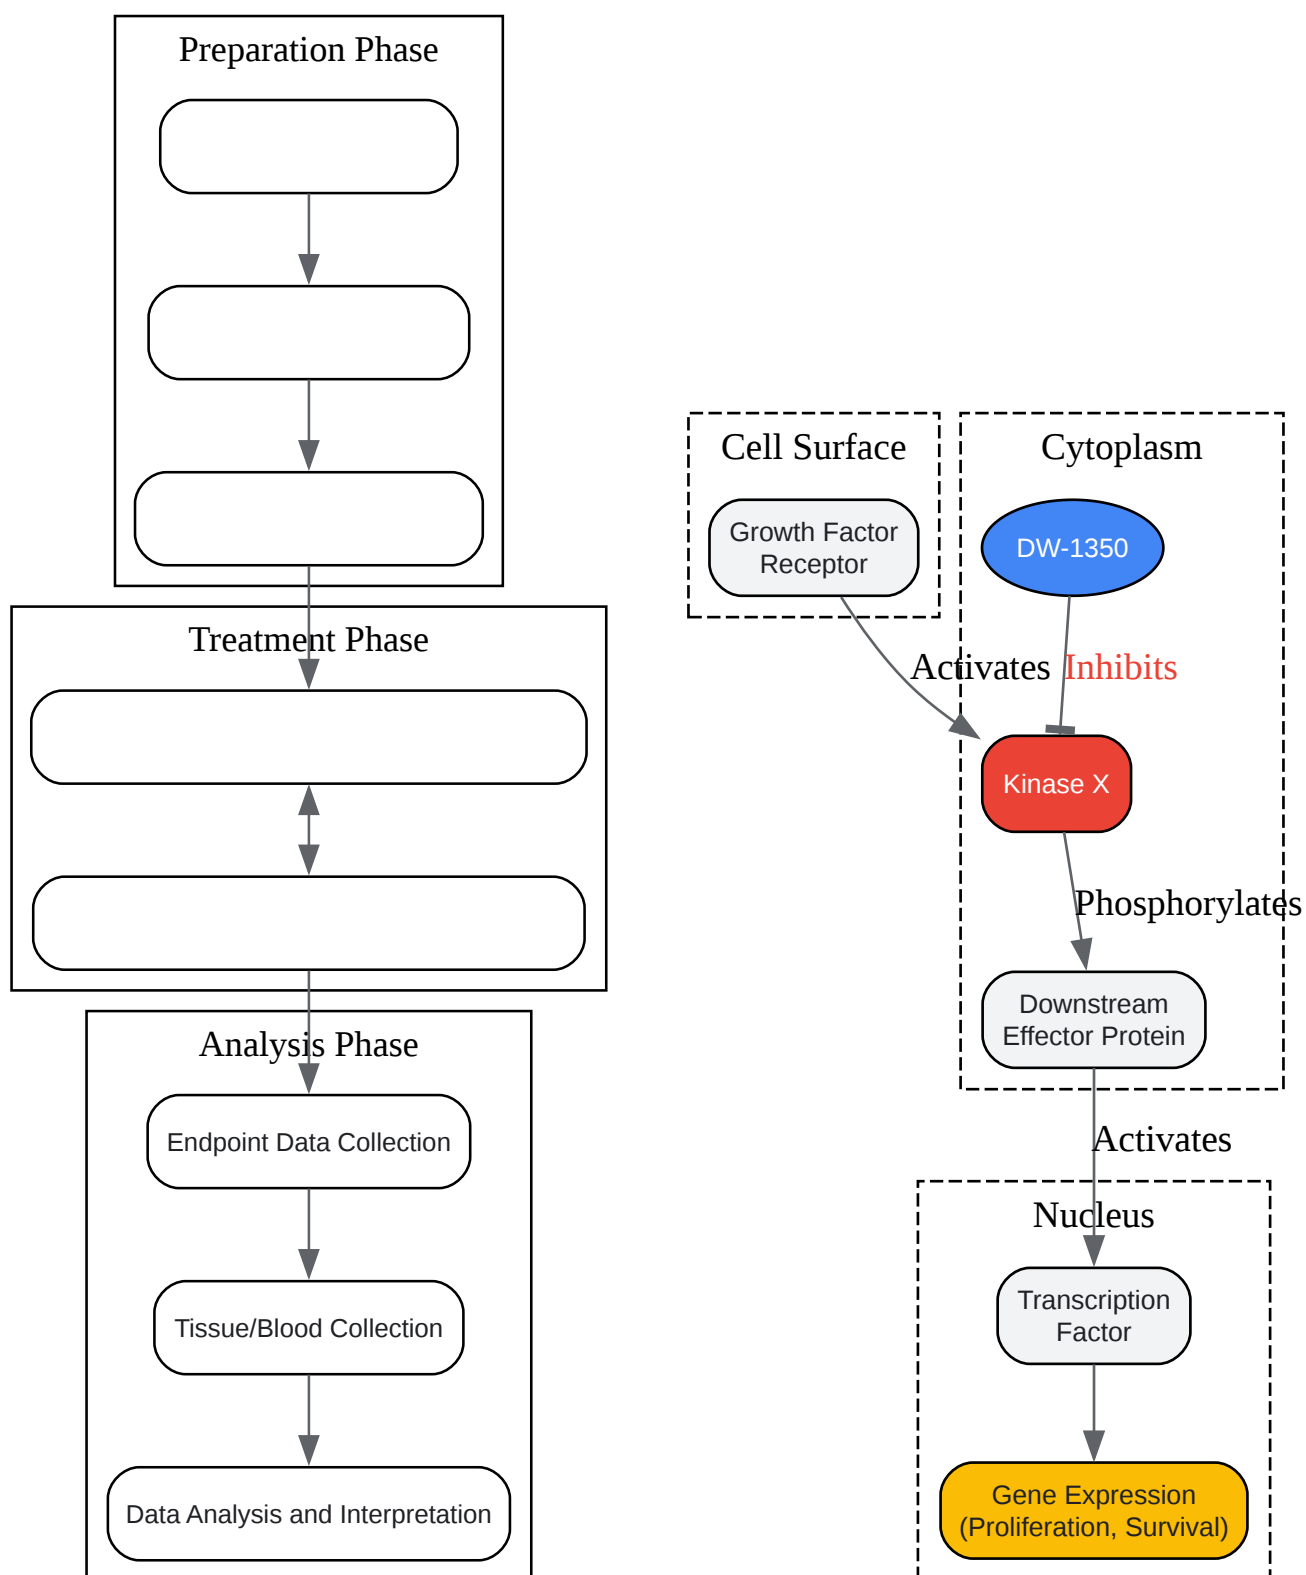 Preparation Phase
Treatment Phase
Analysis Phase
Endpoint Data Collection
Tissue/Blood Collection
Data Analysis and Interpretation
Cell Surface
Growth Factor
Receptor
Cytoplasm
DW-1350
Activates
Inhibits
Kinase X
Phosphorylates
Downstream
Effector Protein
Activates
Nucleus
Transcription
Factor
Gene Expression
(Proliferation, Survival)